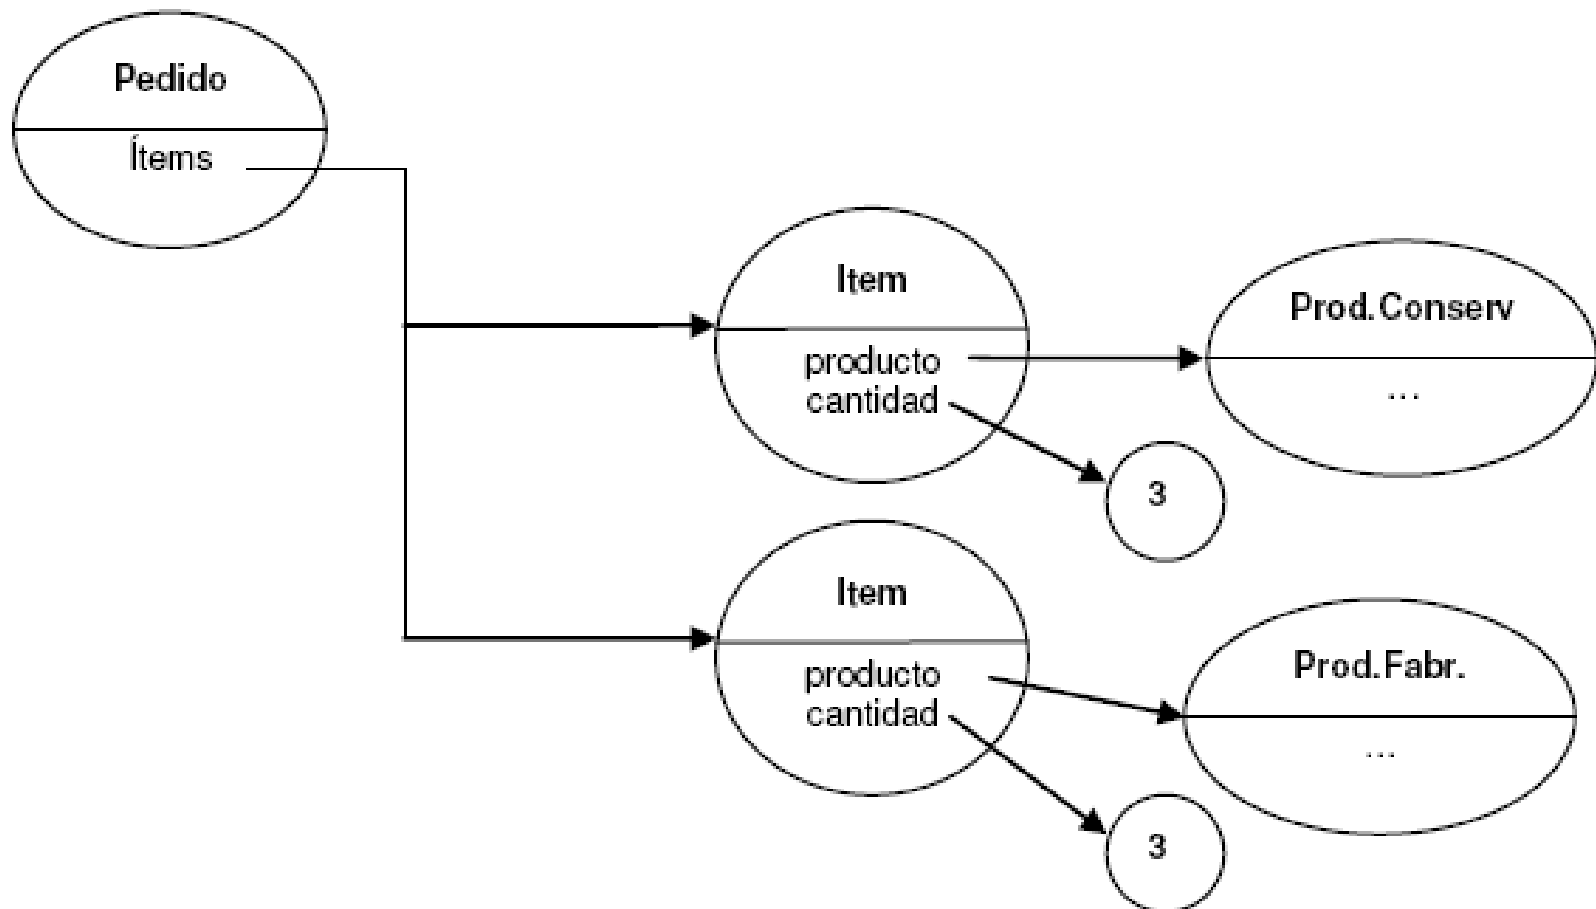 Pedido
Ítems
Item
producto
cantidad
Prod.Conserv
...
3
Item
producto
cantidad
Prod.Fabr.
...
3